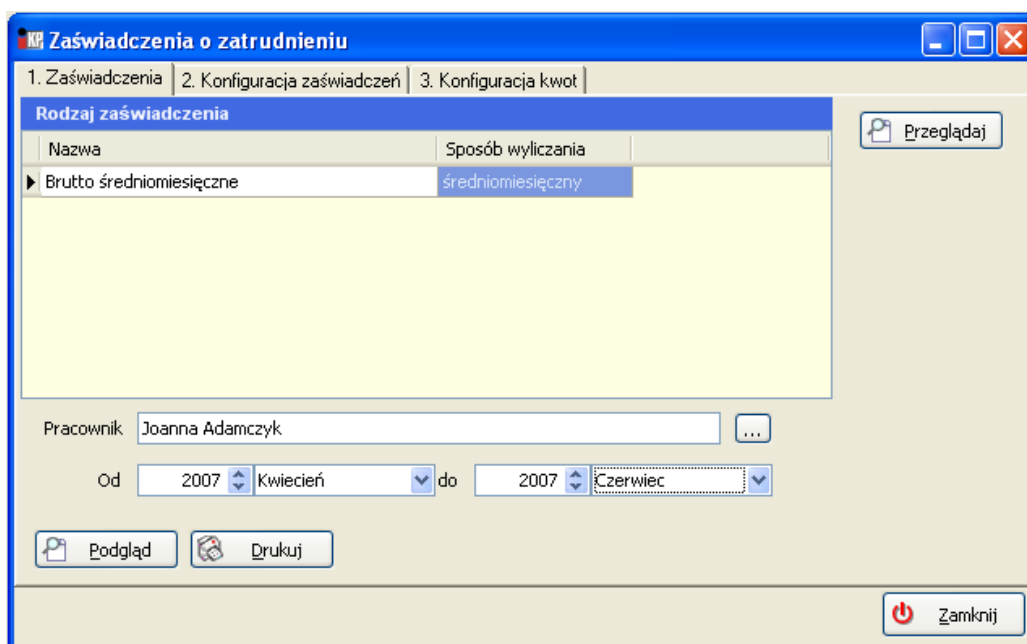 iKP Zaświadczenia o zatrudnieniu
1. Zaświadczenia 2. Konfiguracja zaświadczeń 3. Konfiguracja kwot
Rodzaj zaświadczenia
Przeglądaj
Nazwa Sposób wyliczania
Brutto średniomiesięczne średniomiesięczny
Pracownik Joanna Adamczyk ...
Od 2007 Kwiecień do 2007 Czerwiec
Podgląd Drukuj
Zamknij